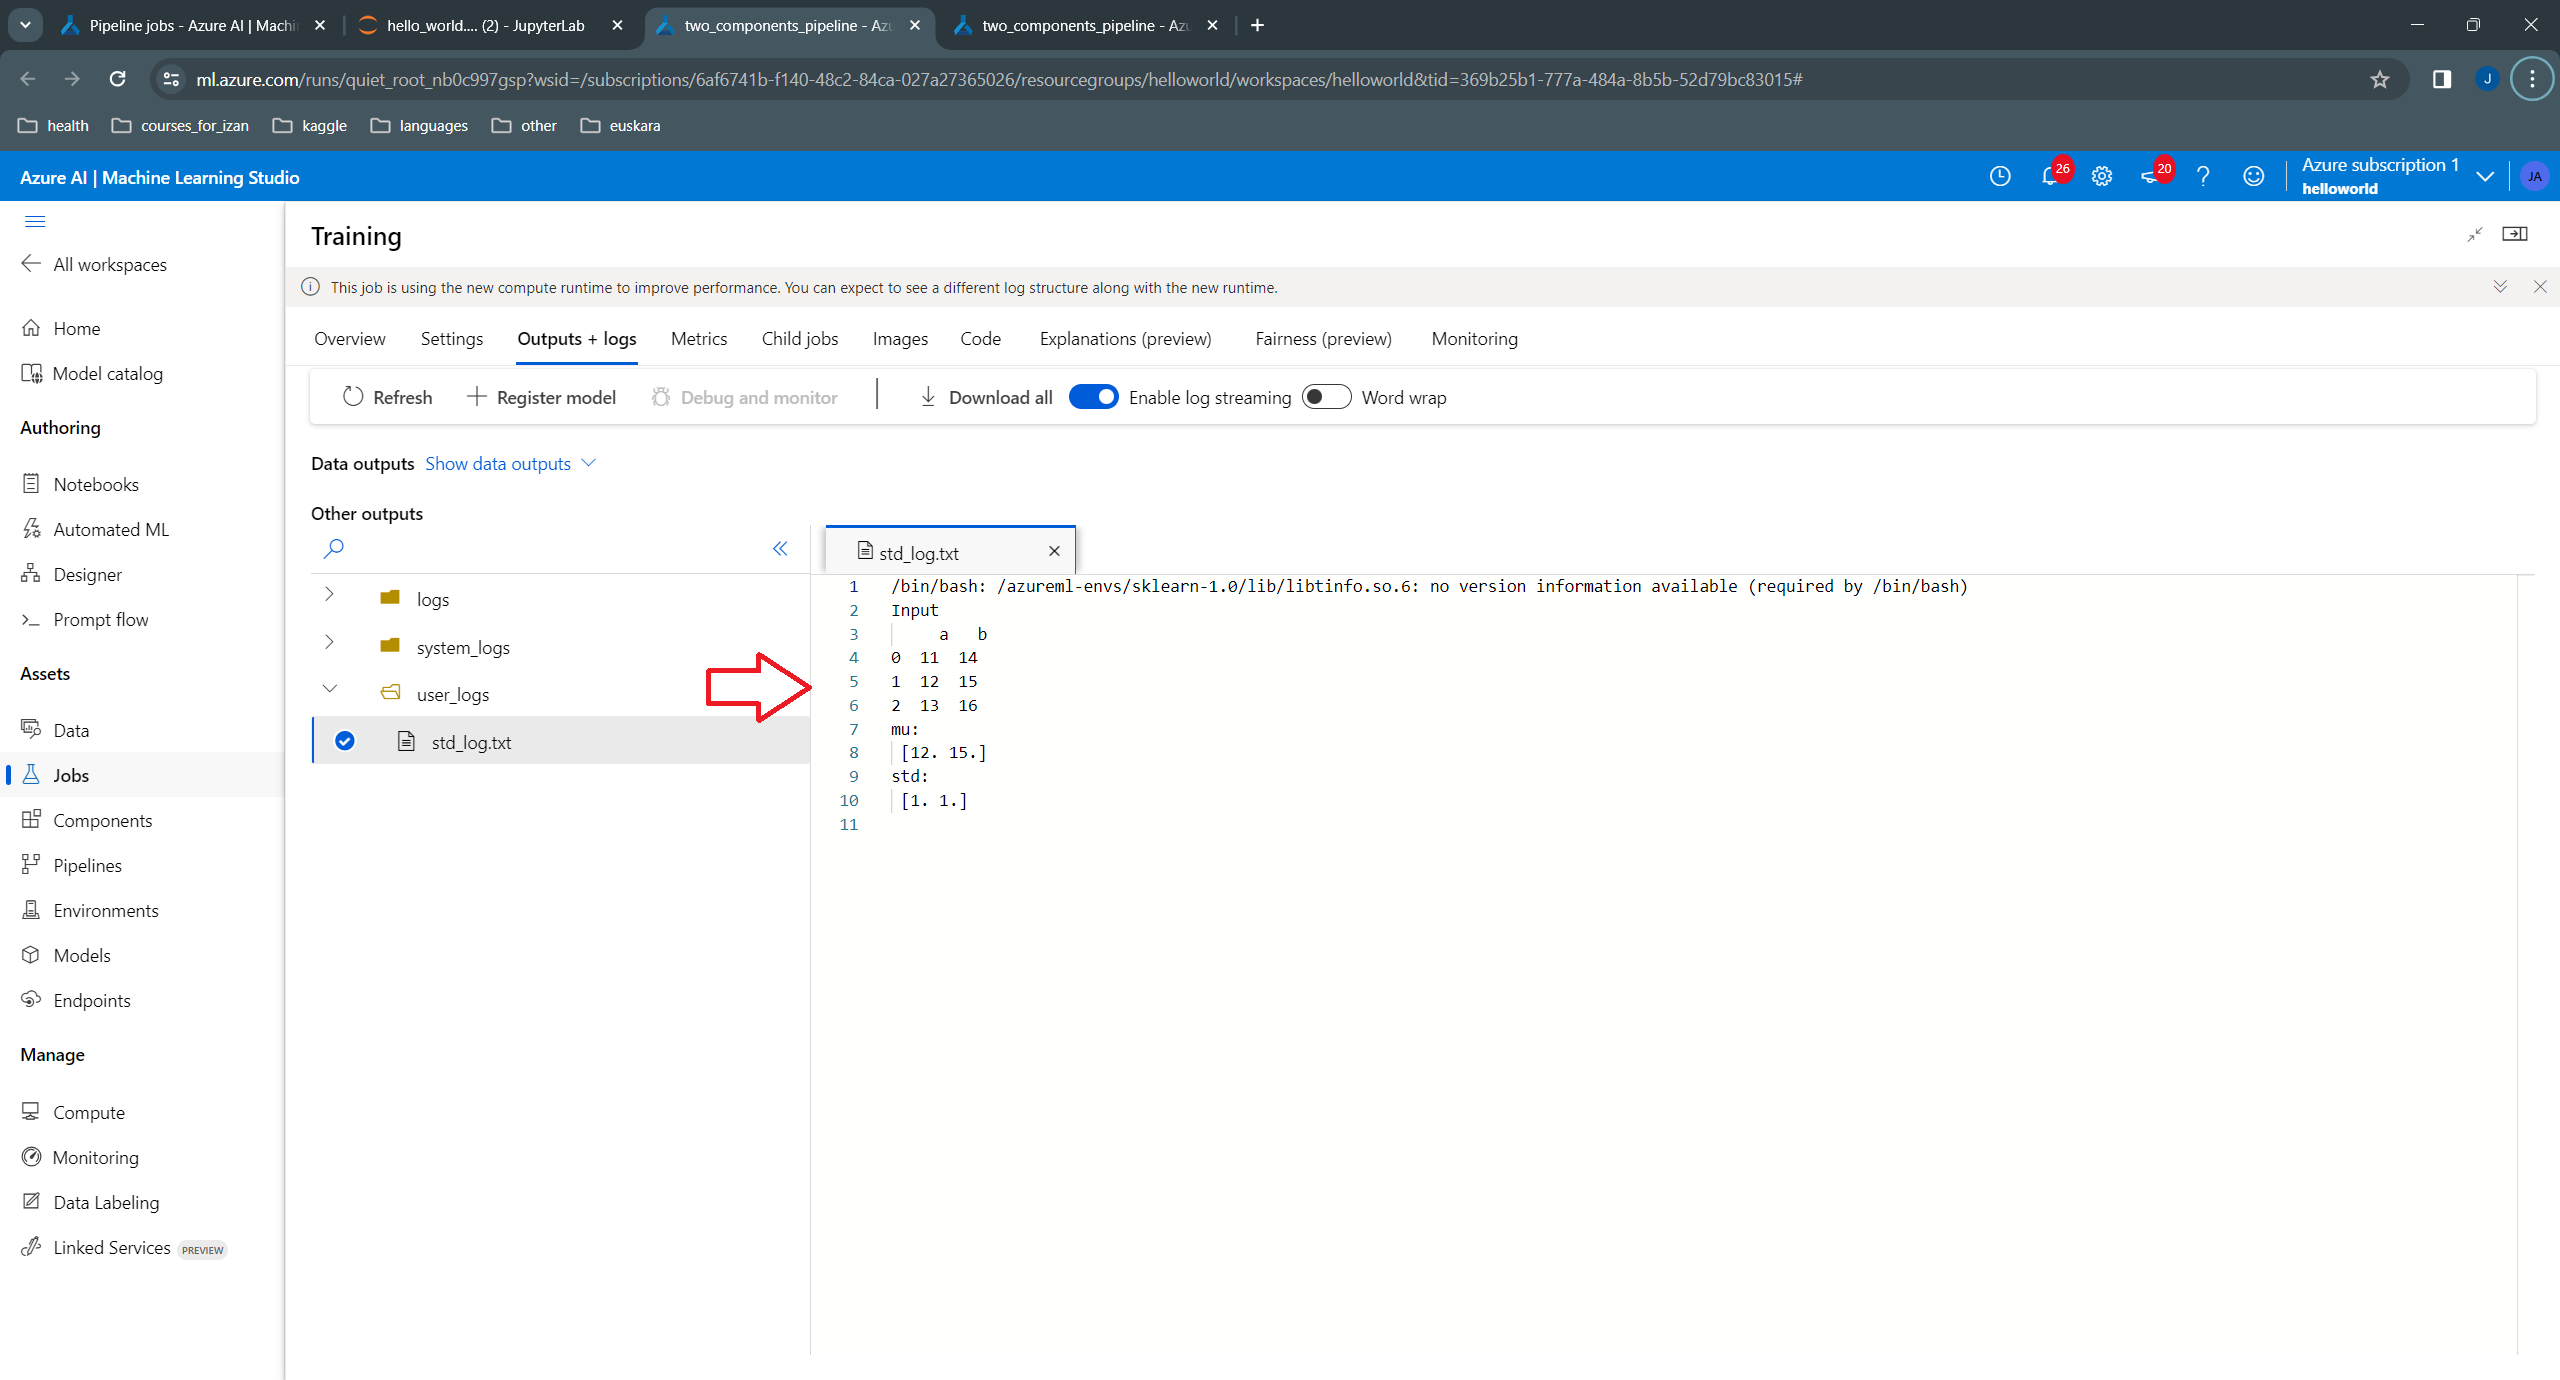 Pipeline jobs - Azure AI | Machi
hello_world.... (2) - JupyterLab
two_components_pipeline - Azu
two_components_pipeline - Azu
ml.azure.com/runs/quiet_root_nb0c997gsp?wsid=/subscriptions/6af6741b-f140-48c2-84ca-027a27365026/resourcegroups/helloworld/workspaces/helloworld&tid=369b25b1-777a-484a-8b5b-52d79bc83015#
J
health
courses_for_izan
kaggle
languages
other
euskara
Azure AI | Machine Learning Studio
26
20
Azure subscription 1
helloworld
JA
All workspaces
Home
Model catalog
Authoring
Notebooks
Automated ML
Designer
Prompt flow
Assets
Data
Jobs
Components
Pipelines
Environments
Models
Endpoints
Manage
Compute
Monitoring
Data Labeling
Linked Services PREVIEW
Training
This job is using the new compute runtime to improve performance. You can expect to see a different log structure along with the new runtime.
Overview Settings Outputs + logs Metrics Child jobs Images Code Explanations (preview) Fairness (preview) Monitoring
Refresh Register model Debug and monitor Download all Enable log streaming Word wrap
Data outputs Show data outputs
Other outputs
logs
system_logs
user_logs
std_log.txt
std_log.txt
1 /bin/bash: /azureml-envs/sklearn-1.0/lib/libtinfo.so.6: no version information available (required by /bin/bash)
2 Input
3 a b
4 0 11 14
5 1 12 15
6 2 13 16
7 mu:
8 [12. 15.]
9 std:
10 [1. 1.]
11